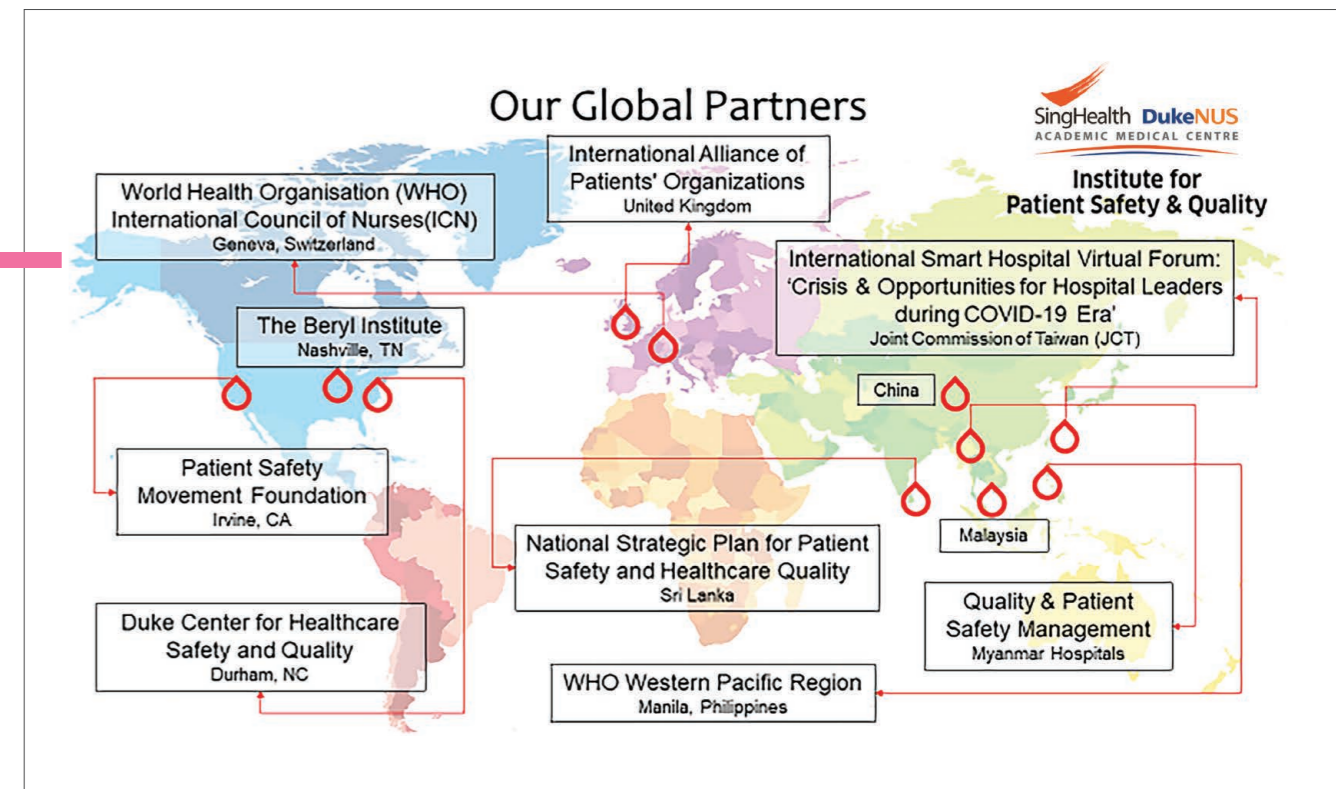 Our Global Partners
SingHealth DukeNUS
ACADEMIC MEDICAL CENTRE
Institute for
Patient Safety & Quality
International Alliance of
Patients' Organizations
United Kingdom
World Health Organisation (WHO)
International Council of Nurses(ICN)
Geneva, Switzerland
International Smart Hospital Virtual Forum:
‘Crisis & Opportunities for Hospital Leaders
during COVID-19 Era'
Joint Commission of Taiwan (JCT)
The Beryl Institute
Nashville, TN
China
Patient Safety
Movement Foundation
Irvine, CA
National Strategic Plan for Patient
Safety and Healthcare Quality
Sri Lanka
Malaysia
Quality & Patient
Safety Management
Myanmar Hospitals
Duke Center for Healthcare
Safety and Quality
Durham, NC
WHO Western Pacific Region
Manila, Philippines